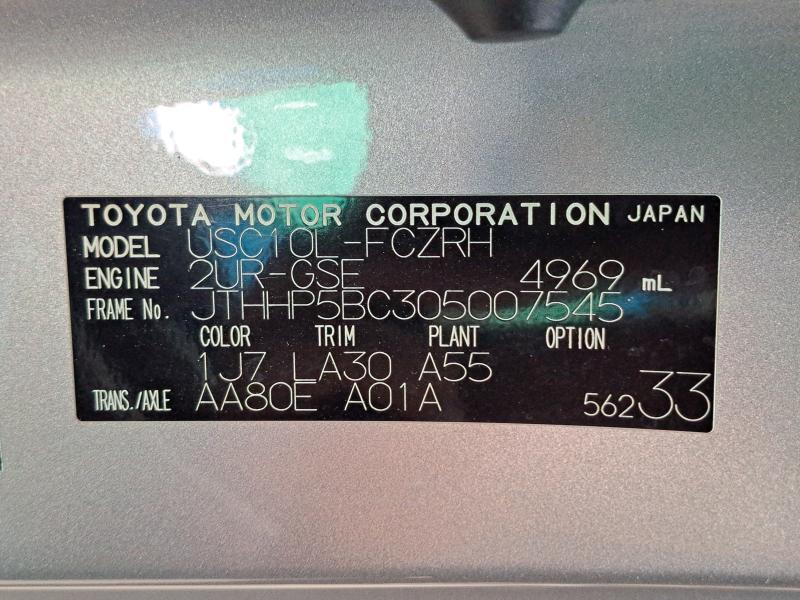 TOYOTA MOTOR CORPORATION JAPAN
MODEL USC10L-FCZRH
ENGINE 2UR-GSE 4969 mL
FRAME No. JTHHP5BC305007545
COLOR TRIM PLANT OPTION
1J7 LA30 A55
TRANS./AXLE AA80E A01A 56233